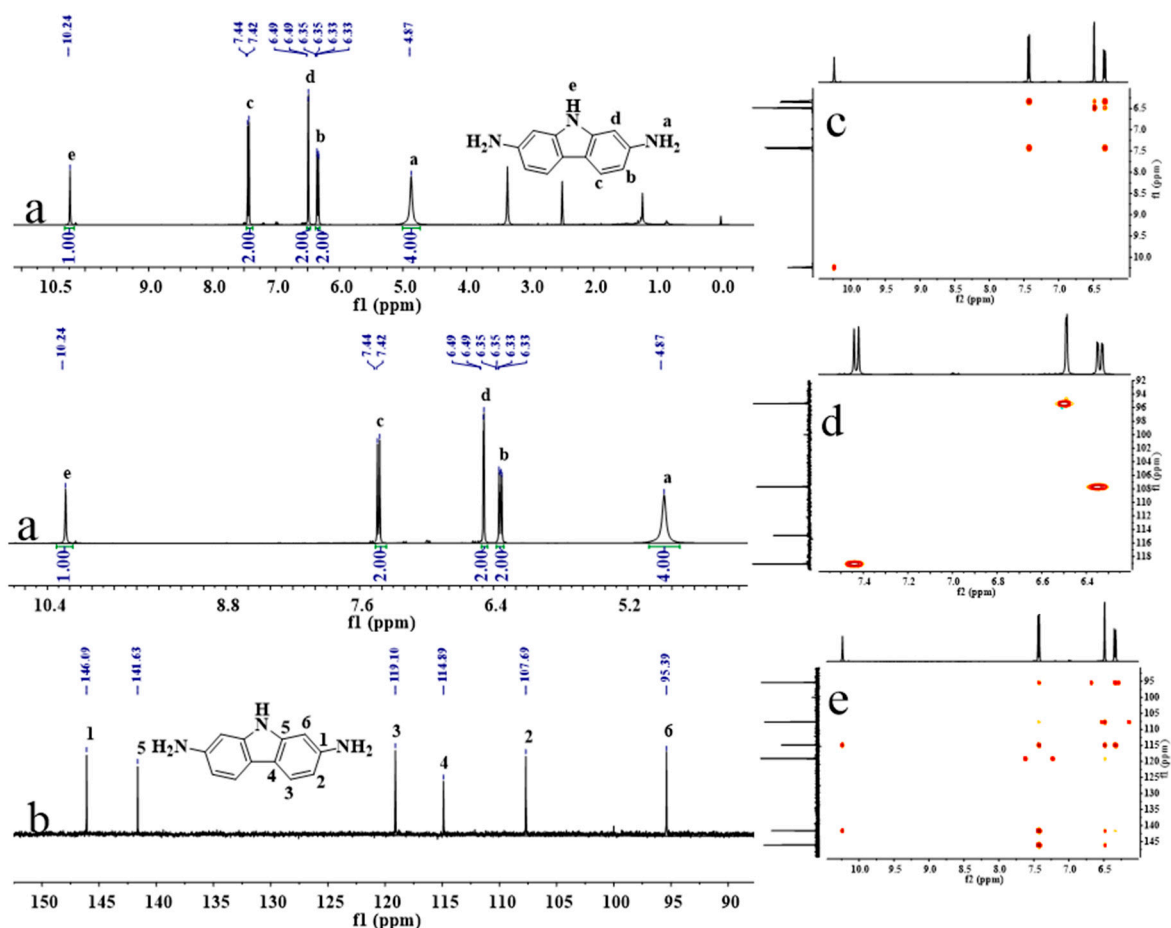 10.24
7.44
7.42
6.49
6.49
6.35
6.35
6.33
6.33
4.87
e
c
d
b
a
e
H
N
d
a
H₂N
NH₂
c
b
a
1.00
2.00
2.00
2.00
4.00
10.5 9.0 7.5 6.0 4.5 3.0 1.5 0.0
f1 (ppm)
c
6.5
7.0
7.5
8.0
8.5
9.0
9.5
10.0
f1 (ppm)
10.0 9.5 9.0 8.5 8.0 7.5 7.0 6.5
f2 (ppm)
10.24
7.44
7.42
6.49
6.49
6.35
6.35
6.33
6.33
4.87
e
c
d
b
a
a
1.00
2.00
2.00
2.00
4.00
10.4 8.8 7.6 6.4 5.2
f1 (ppm)
d
92
94
96
98
100
102
104
106
108
110
112
114
116
118
f1 (ppm)
7.4 7.2 7.0 6.8 6.6 6.4
f2 (ppm)
146.09
141.63
119.10
114.89
107.69
95.39
1
5
3
4
2
6
H
N
5
6
1
H₂N
NH₂
4
3
2
b
150 145 140 135 130 125 120 115 110 105 100 95 90
f1 (ppm)
e
95
100
105
110
115
120
125
130
135
140
145
f1 (ppm)
10.0 9.5 9.0 8.5 8.0 7.5 7.0 6.5
f2 (ppm)